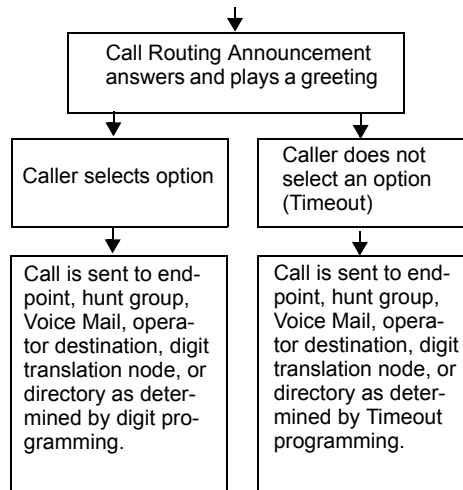 Call Routing Announcement
answers and plays a greeting
Caller selects option
Caller does not
select an option
(Timeout)
Call is sent to end-
point, hunt group,
Voice Mail, opera-
tor destination, digit
translation node, or
directory as deter-
mined by digit pro-
gramming.
Call is sent to end-
point, hunt group,
Voice Mail, opera-
tor destination, digit
translation node, or
directory as deter-
mined by Timeout
programming.